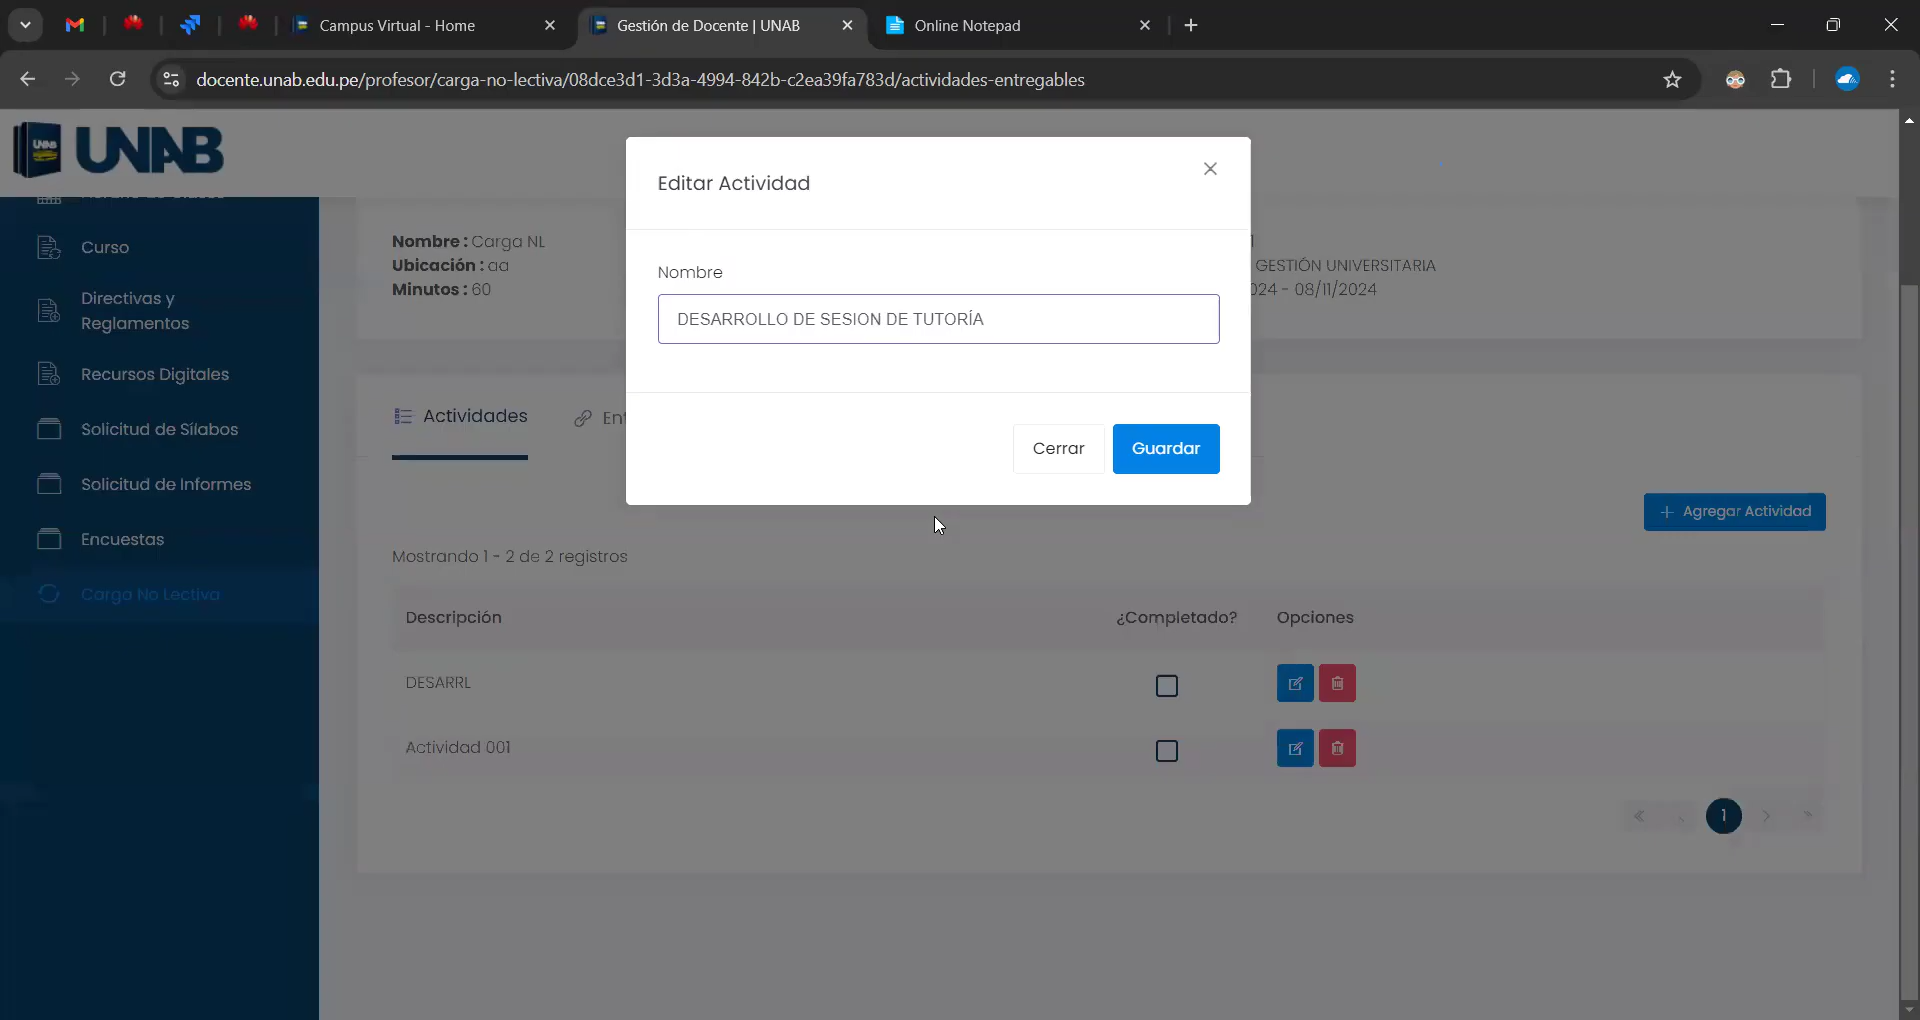 Campus Virtual - Home
Gestión de Docente | UNAB
Online Notepad
docente.unab.edu.pe/profesor/carga-no-lectiva/08dce3d1-3d3a-4994-842b-c2ea39fa783d/actividades-entregables
UNAB
Editar Actividad
Nombre
DESARROLLO DE SESION DE TUTORÍA
Cerrar
Guardar
Curso
Directivas y
Reglamentos
Recursos Digitales
Solicitud de Sílabos
Solicitud de Informes
Encuestas
Carga No Lectiva
Nombre : Carga NL
Ubicación : aa
GESTIÓN UNIVERSITARIA
Minutos : 60
024 - 08/11/2024
Actividades
Ent
Agregar Actividad
Mostrando 1 - 2 de 2 registros
Descripción ¿Completado? Opciones
DESARRL
Actividad 001
1